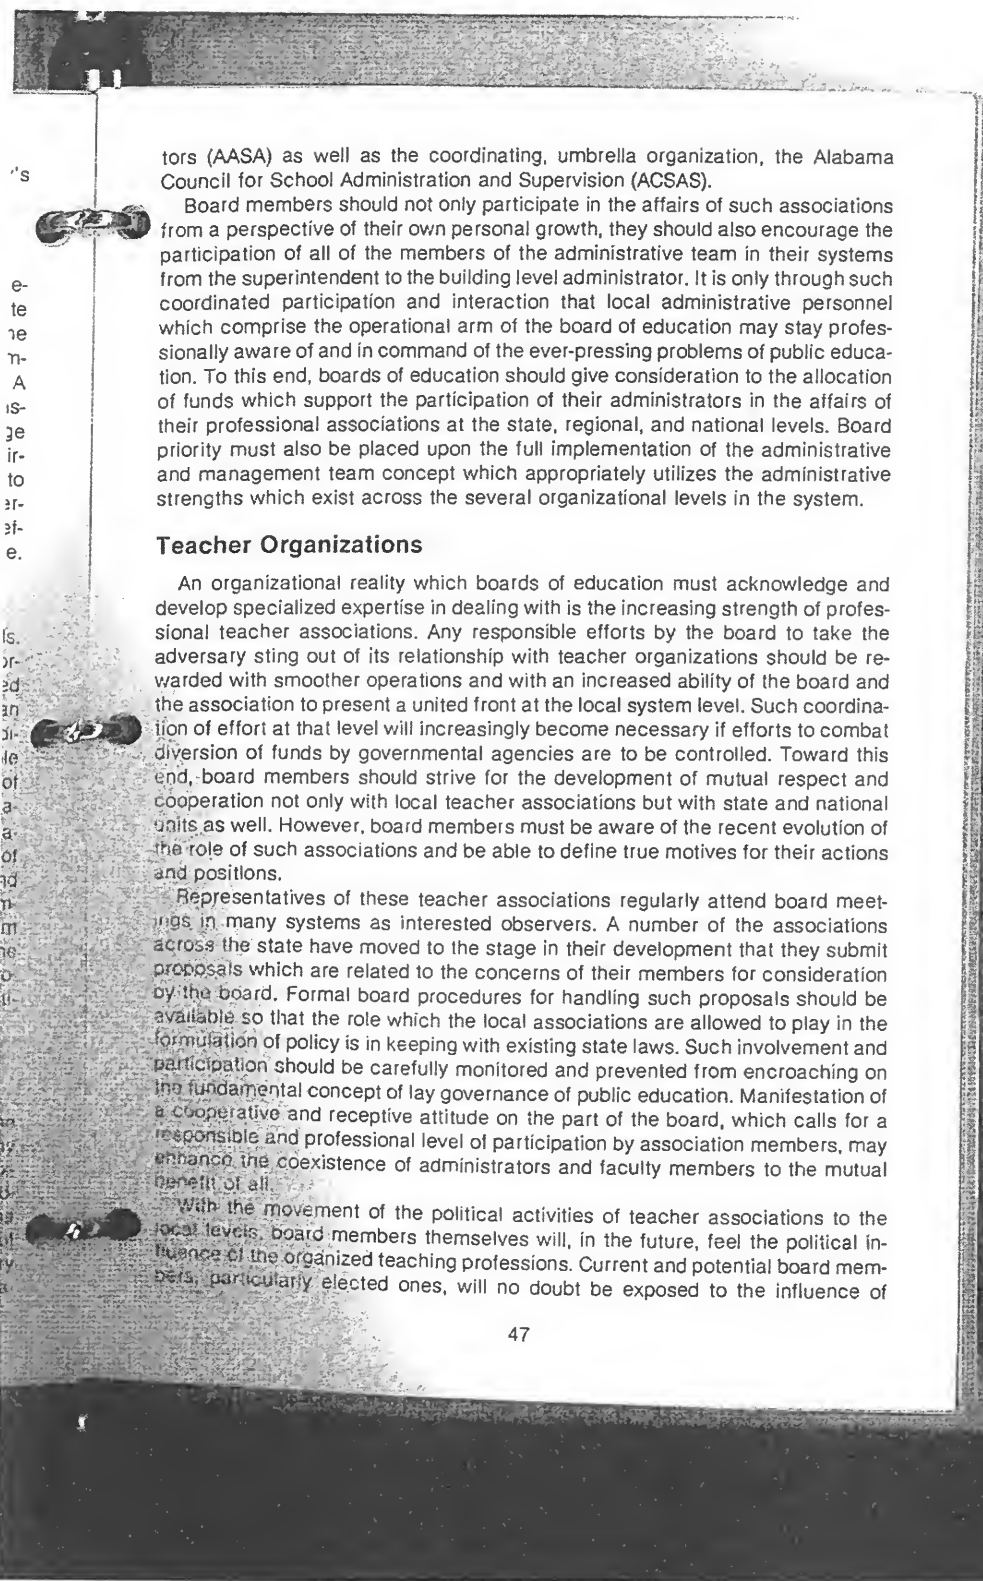 tors (AASA) as well as the coordinating, umbrella organization, the Alabama
Council for School Administration and Supervision (ACSAS).
Board members should not only participate in the affairs of such associations
from a perspective of their own personal growth, they should also encourage the
participation of all of the members of the administrative team in their systems
from the superintendent to the building level administrator. It is only through such
coordinated participation and interaction that local administrative personnel
which comprise the operational arm of the board of education may stay profes-
sionally aware of and in command of the ever-pressing problems of public educa-
tion. To this end, boards of education should give consideration to the allocation
of funds which support the participation of their administrators in the affairs of
their professional associations at the state, regional, and national levels. Board
priority must also be placed upon the full implementation of the administrative
and management team concept which appropriately utilizes the administrative
strengths which exist across the several organizational levels in the system.
Teacher Organizations
An organizational reality which boards of education must acknowledge and
develop specialized expertise in dealing with is the increasing strength of profes-
sional teacher associations. Any responsible efforts by the board to take the
adversary sting out of its relationship with teacher organizations should be re-
warded with smoother operations and with an increased ability of the board and
the association to present a united front at the local system level. Such coordina-
tion of effort at that level will increasingly become necessary if efforts to combat
diversion of funds by governmental agencies are to be controlled. Toward this
end, board members should strive for the development of mutual respect and
cooperation not only with local teacher associations but with state and national
units as well. However, board members must be aware of the recent evolution of
the role of such associations and be able to define true motives for their actions
and positions.
Representatives of these teacher associations regularly attend board meet-
ings in many systems as interested observers. A number of the associations
across the state have moved to the stage in their development that they submit
proposals which are related to the concerns of their members for consideration
by the board. Formal board procedures for handling such proposals should be
available so that the role which the local associations are allowed to play in the
formulation of policy is in keeping with existing state laws. Such involvement and
participation should be carefully monitored and prevented from encroaching on
the fundamental concept of lay governance of public education. Manifestation of
a cooperative and receptive attitude on the part of the board, which calls for a
responsible and professional level of participation by association members, may
enhance the coexistence of administrators and faculty members to the mutual
benefit of all.
With the movement of the political activities of teacher associations to the
local levels, board members themselves will, in the future, feel the political in-
fluence of the organized teaching professions. Current and potential board mem-
bers, particularly elected ones, will no doubt be exposed to the influence of
47